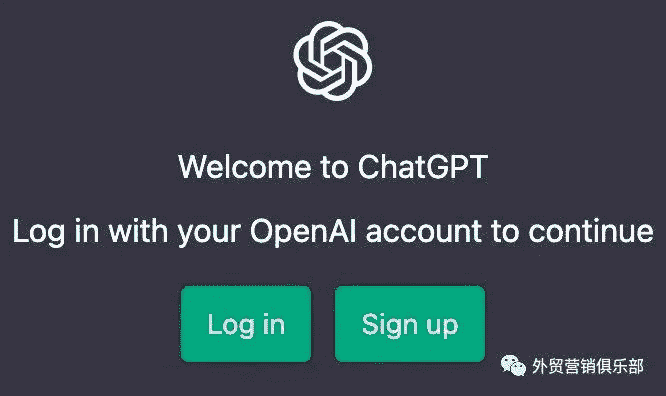 Welcome to ChatGPT
Log in with your OpenAI account to continue
Log in
Sign up
外贸营销俱乐部